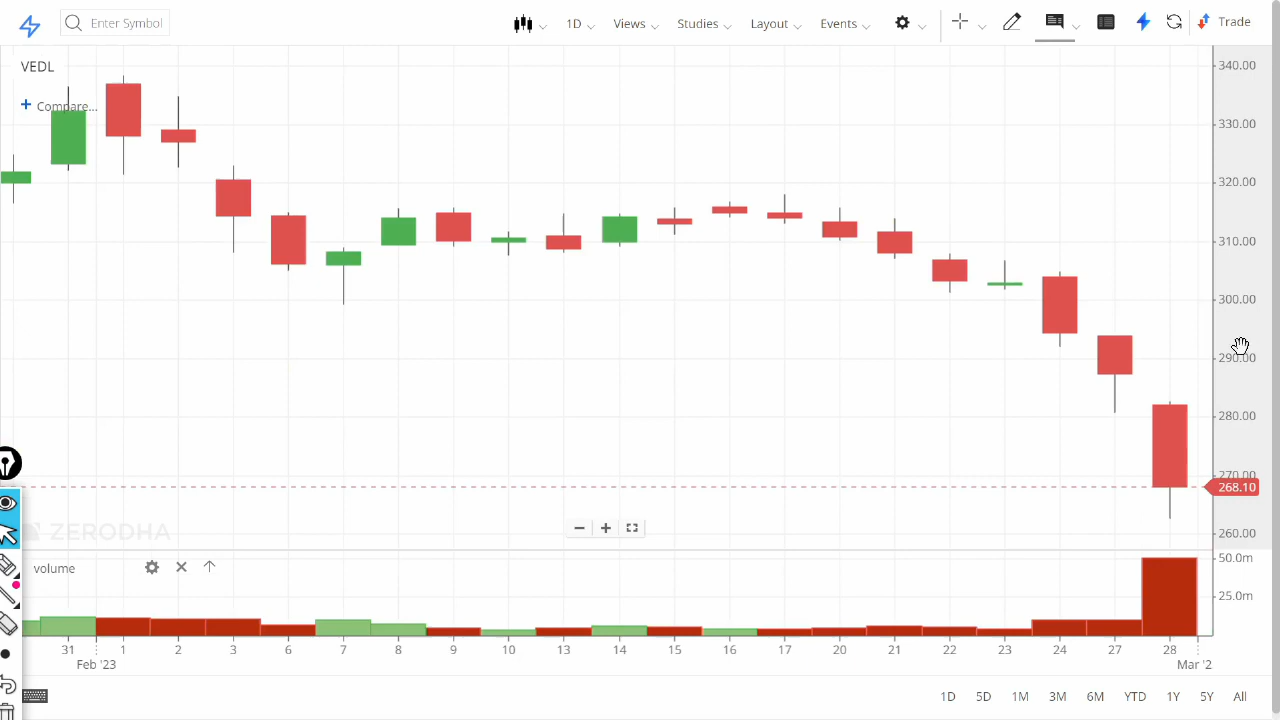 Enter Symbol
1D
Views
Studies
Layout
Events
Trade
VEDL
+ Compare...
340.00
330.00
320.00
310.00
300.00
290.00
280.00
270.00
268.10
260.00
ZERODHA
volume
50.0m
25.0m
31 1 2 3 6 7 8 9 10 13 14 15 16 17 20 21 22 23 24 27 28
Feb '23 Mar '2
1D 5D 1M 3M 6M YTD 1Y 5Y All